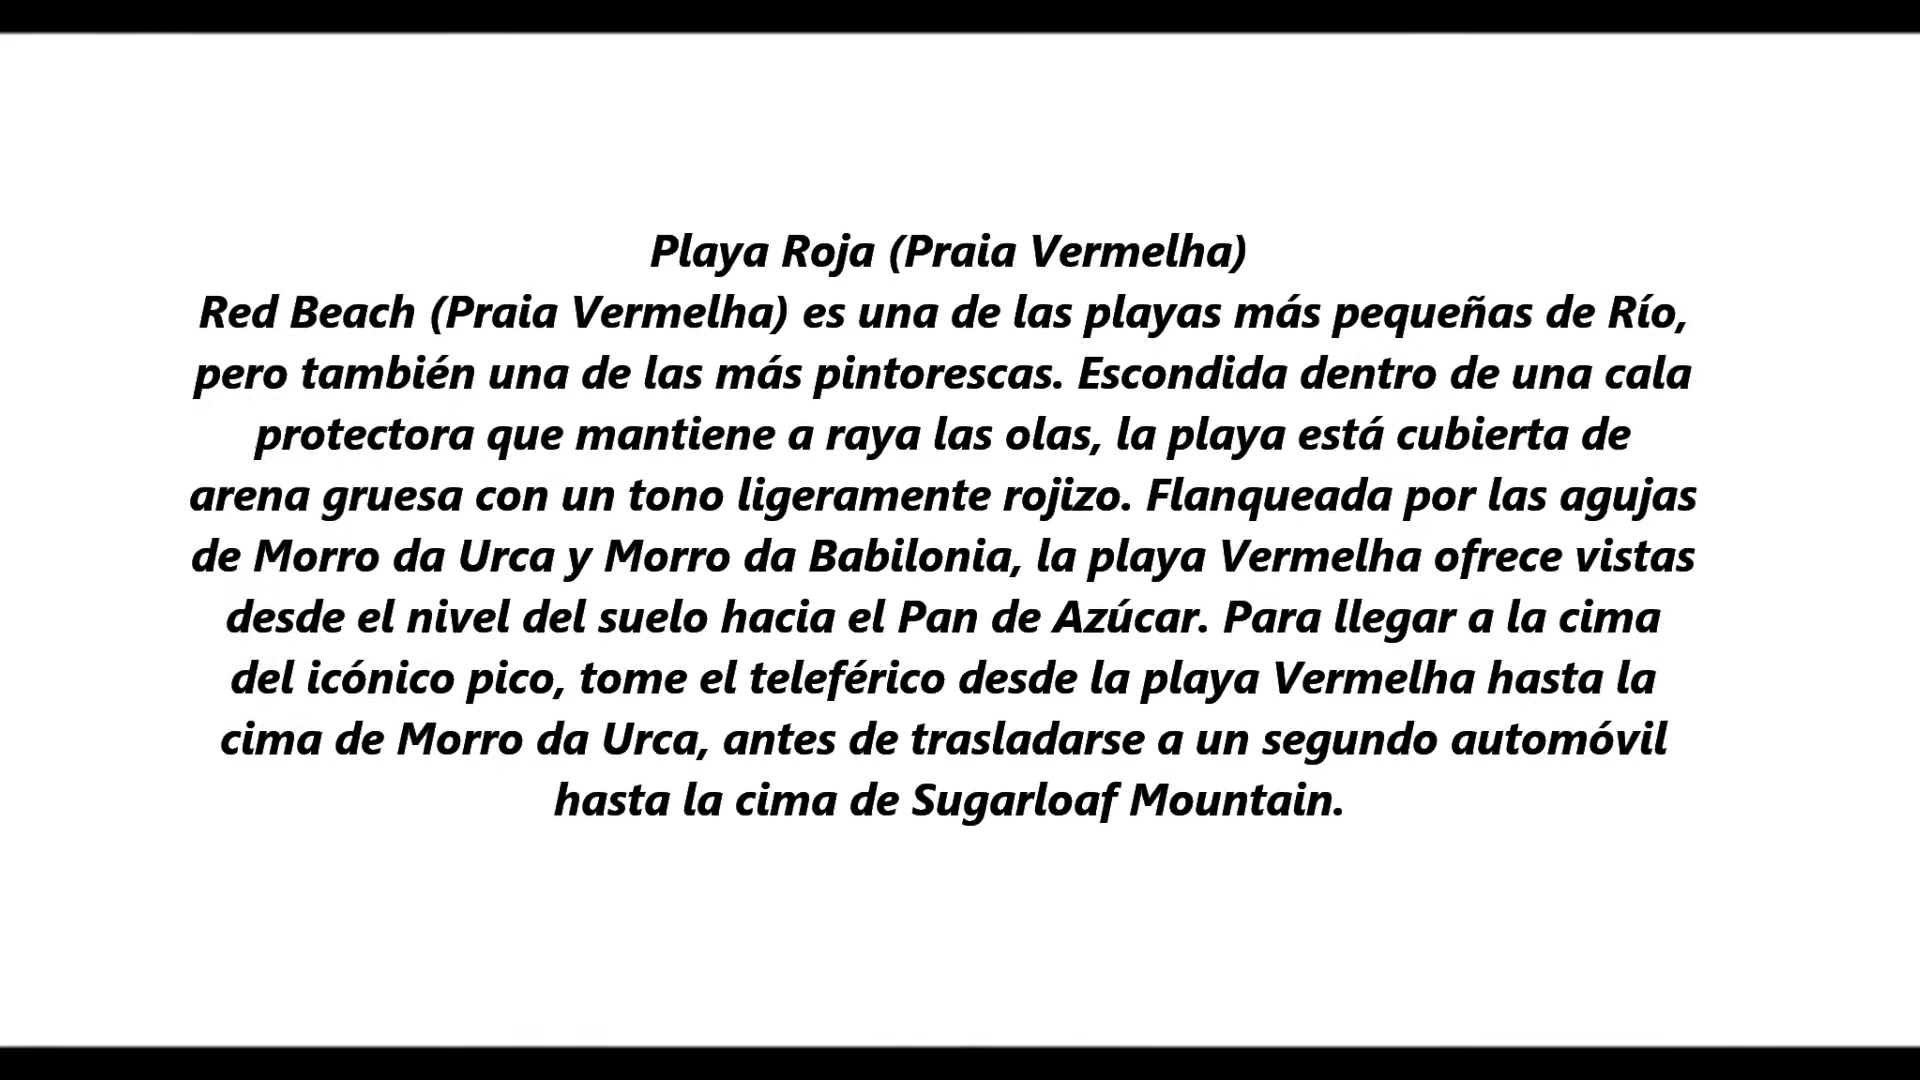 Playa Roja (Praia Vermelha)
Red Beach (Praia Vermelha) es una de las playas más pequeñas de Río,
pero también una de las más pintorescas. Escondida dentro de una cala
protectora que mantiene a raya las olas, la playa está cubierta de
arena gruesa con un tono ligeramente rojizo. Flanqueada por las agujas
de Morro da Urca y Morro da Babilonia, la playa Vermelha ofrece vistas
desde el nivel del suelo hacia el Pan de Azúcar. Para llegar a la cima
del icónico pico, tome el teleférico desde la playa Vermelha hasta la
cima de Morro da Urca, antes de trasladarse a un segundo automóvil
hasta la cima de Sugarloaf Mountain.